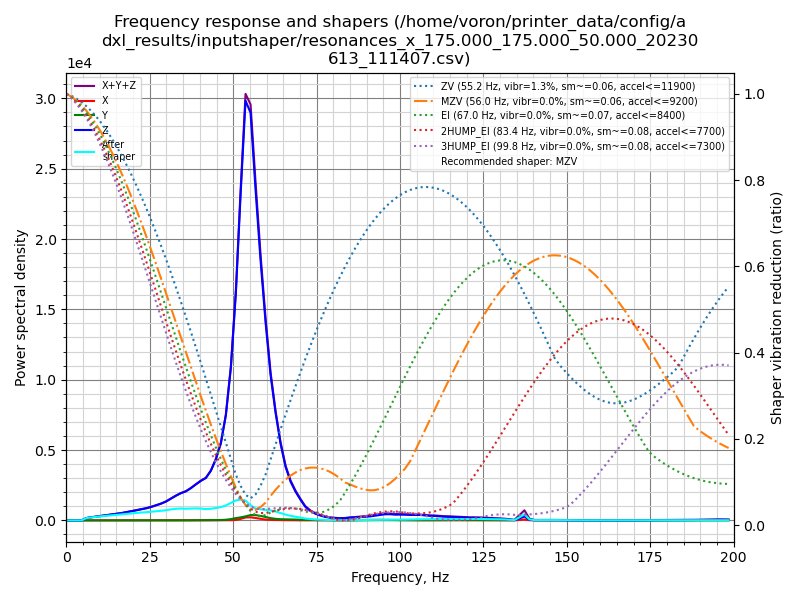 Frequency response and shapers (/home/voron/printer_data/config/a
dxl_results/inputshaper/resonances_x_175.000_175.000_50.000_20230
613_111407.csv)
1e4
X+Y+Z
X
Y
Z
After
shaper
ZV (55.2 Hz, vibr=1.3%, sm~=0.06, accel<=11900)
MZV (56.0 Hz, vibr=0.0%, sm~=0.06, accel<=9200)
EI (67.0 Hz, vibr=0.0%, sm~=0.07, accel<=8400)
2HUMP_EI (83.4 Hz, vibr=0.0%, sm~=0.08, accel<=7700)
3HUMP_EI (99.8 Hz, vibr=0.0%, sm~=0.08, accel<=7300)
Recommended shaper: MZV
Power spectral density
3.0
2.5
2.0
1.5
1.0
0.5
0.0
1.0
0.8
0.6
0.4
0.2
0.0
Shaper vibration reduction (ratio)
0 25 50 75 100 125 150 175 200
Frequency, Hz